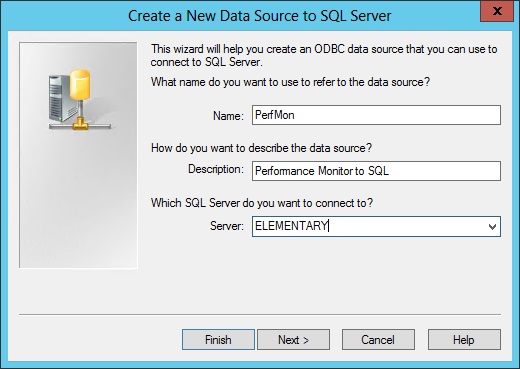 Create a New Data Source to SQL Server
x
This wizard will help you create an ODBC data source that you can use to
connect to SQL Server.
What name do you want to use to refer to the data source?
Name: PerfMon
How do you want to describe the data source?
Description: Performance Monitor to SQL
Which SQL Server do you want to connect to?
Server: ELEMENTARY
Finish Next > Cancel Help